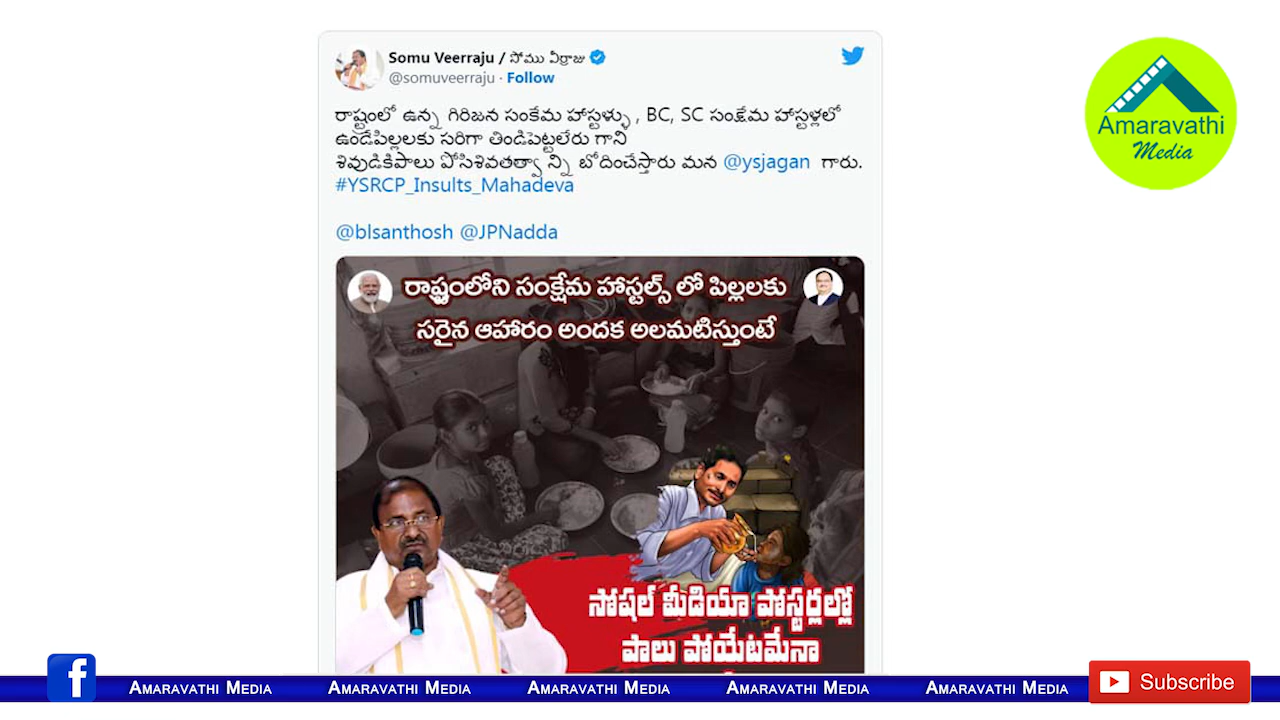 Somu Veerraju / సోము వీర్రాజు
@somuveerraju · Follow
రాష్ట్రంలో ఉన్న గిరిజన సంకేమ హాస్టళ్ళు , BC, SC సంక్షేమ హాస్టళ్లలో
ఉండేపిల్లలకు సరిగా తిండిపెట్టలేరు గాని
శివుడికిపాలు పోసిశివతత్వా న్ని బోదించేస్తారు మన @ysjagan గారు.
#YSRCP_Insults_Mahadeva
@blsanthosh @JPNadda
రాష్ట్రంలోని సంక్షేమ హాస్టల్స్ లో పిల్లలకు
సరైన ఆహారం అందక అలమటిస్తుంటే
సోషల్ మీడియా పోస్టర్లల్లో
పాలు పోయేటమేనా
Amaravathi
Media
f
Amaravathi Media Amaravathi Media Amaravathi Media Amaravathi Media Amaravathi Media
Subscribe